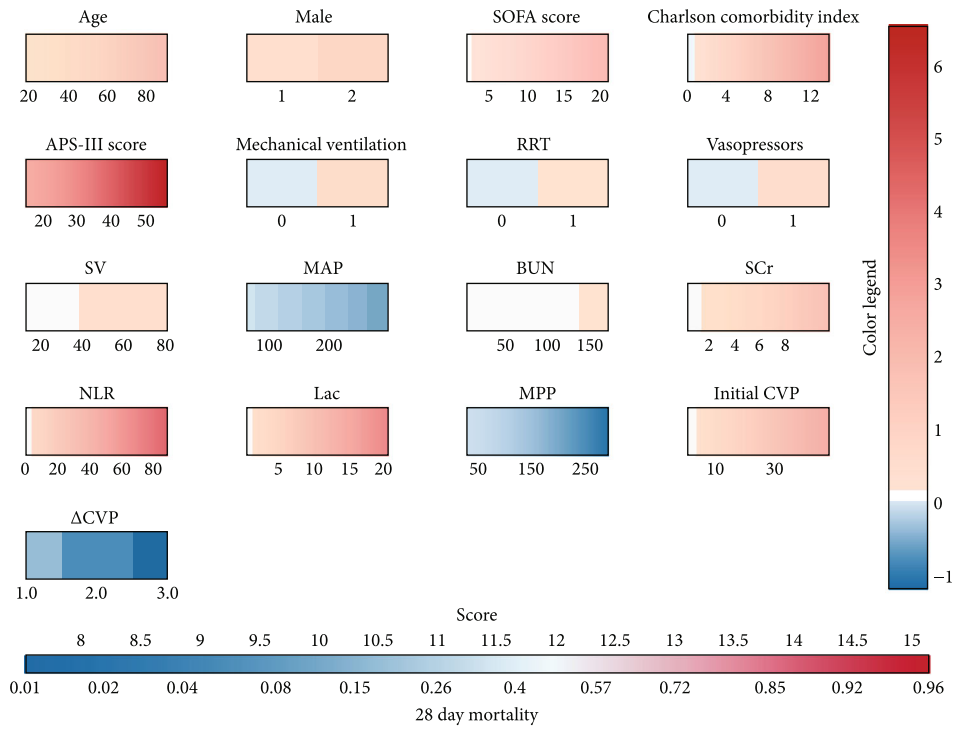 Age Male SOFA score Charlson comorbidity index
20 40 60 80 1 2 5 10 15 20 0 4 8 12
APS-III score Mechanical ventilation RRT Vasopressors
20 30 40 50 0 1 0 1 0 1
SV MAP BUN SCr
20 40 60 80 100 200 50 100 150 2 4 6 8
NLR Lac MPP Initial CVP
0 20 40 60 80 5 10 15 20 50 150 250 10 30
ΔCVP
1.0 2.0 3.0
Color legend
6
5
4
3
2
1
0
−1
Score
8 8.5 9 9.5 10 10.5 11 11.5 12 12.5 13 13.5 14 14.5 15
0.01 0.02 0.04 0.08 0.15 0.26 0.4 0.57 0.72 0.85 0.92 0.96
28 day mortality